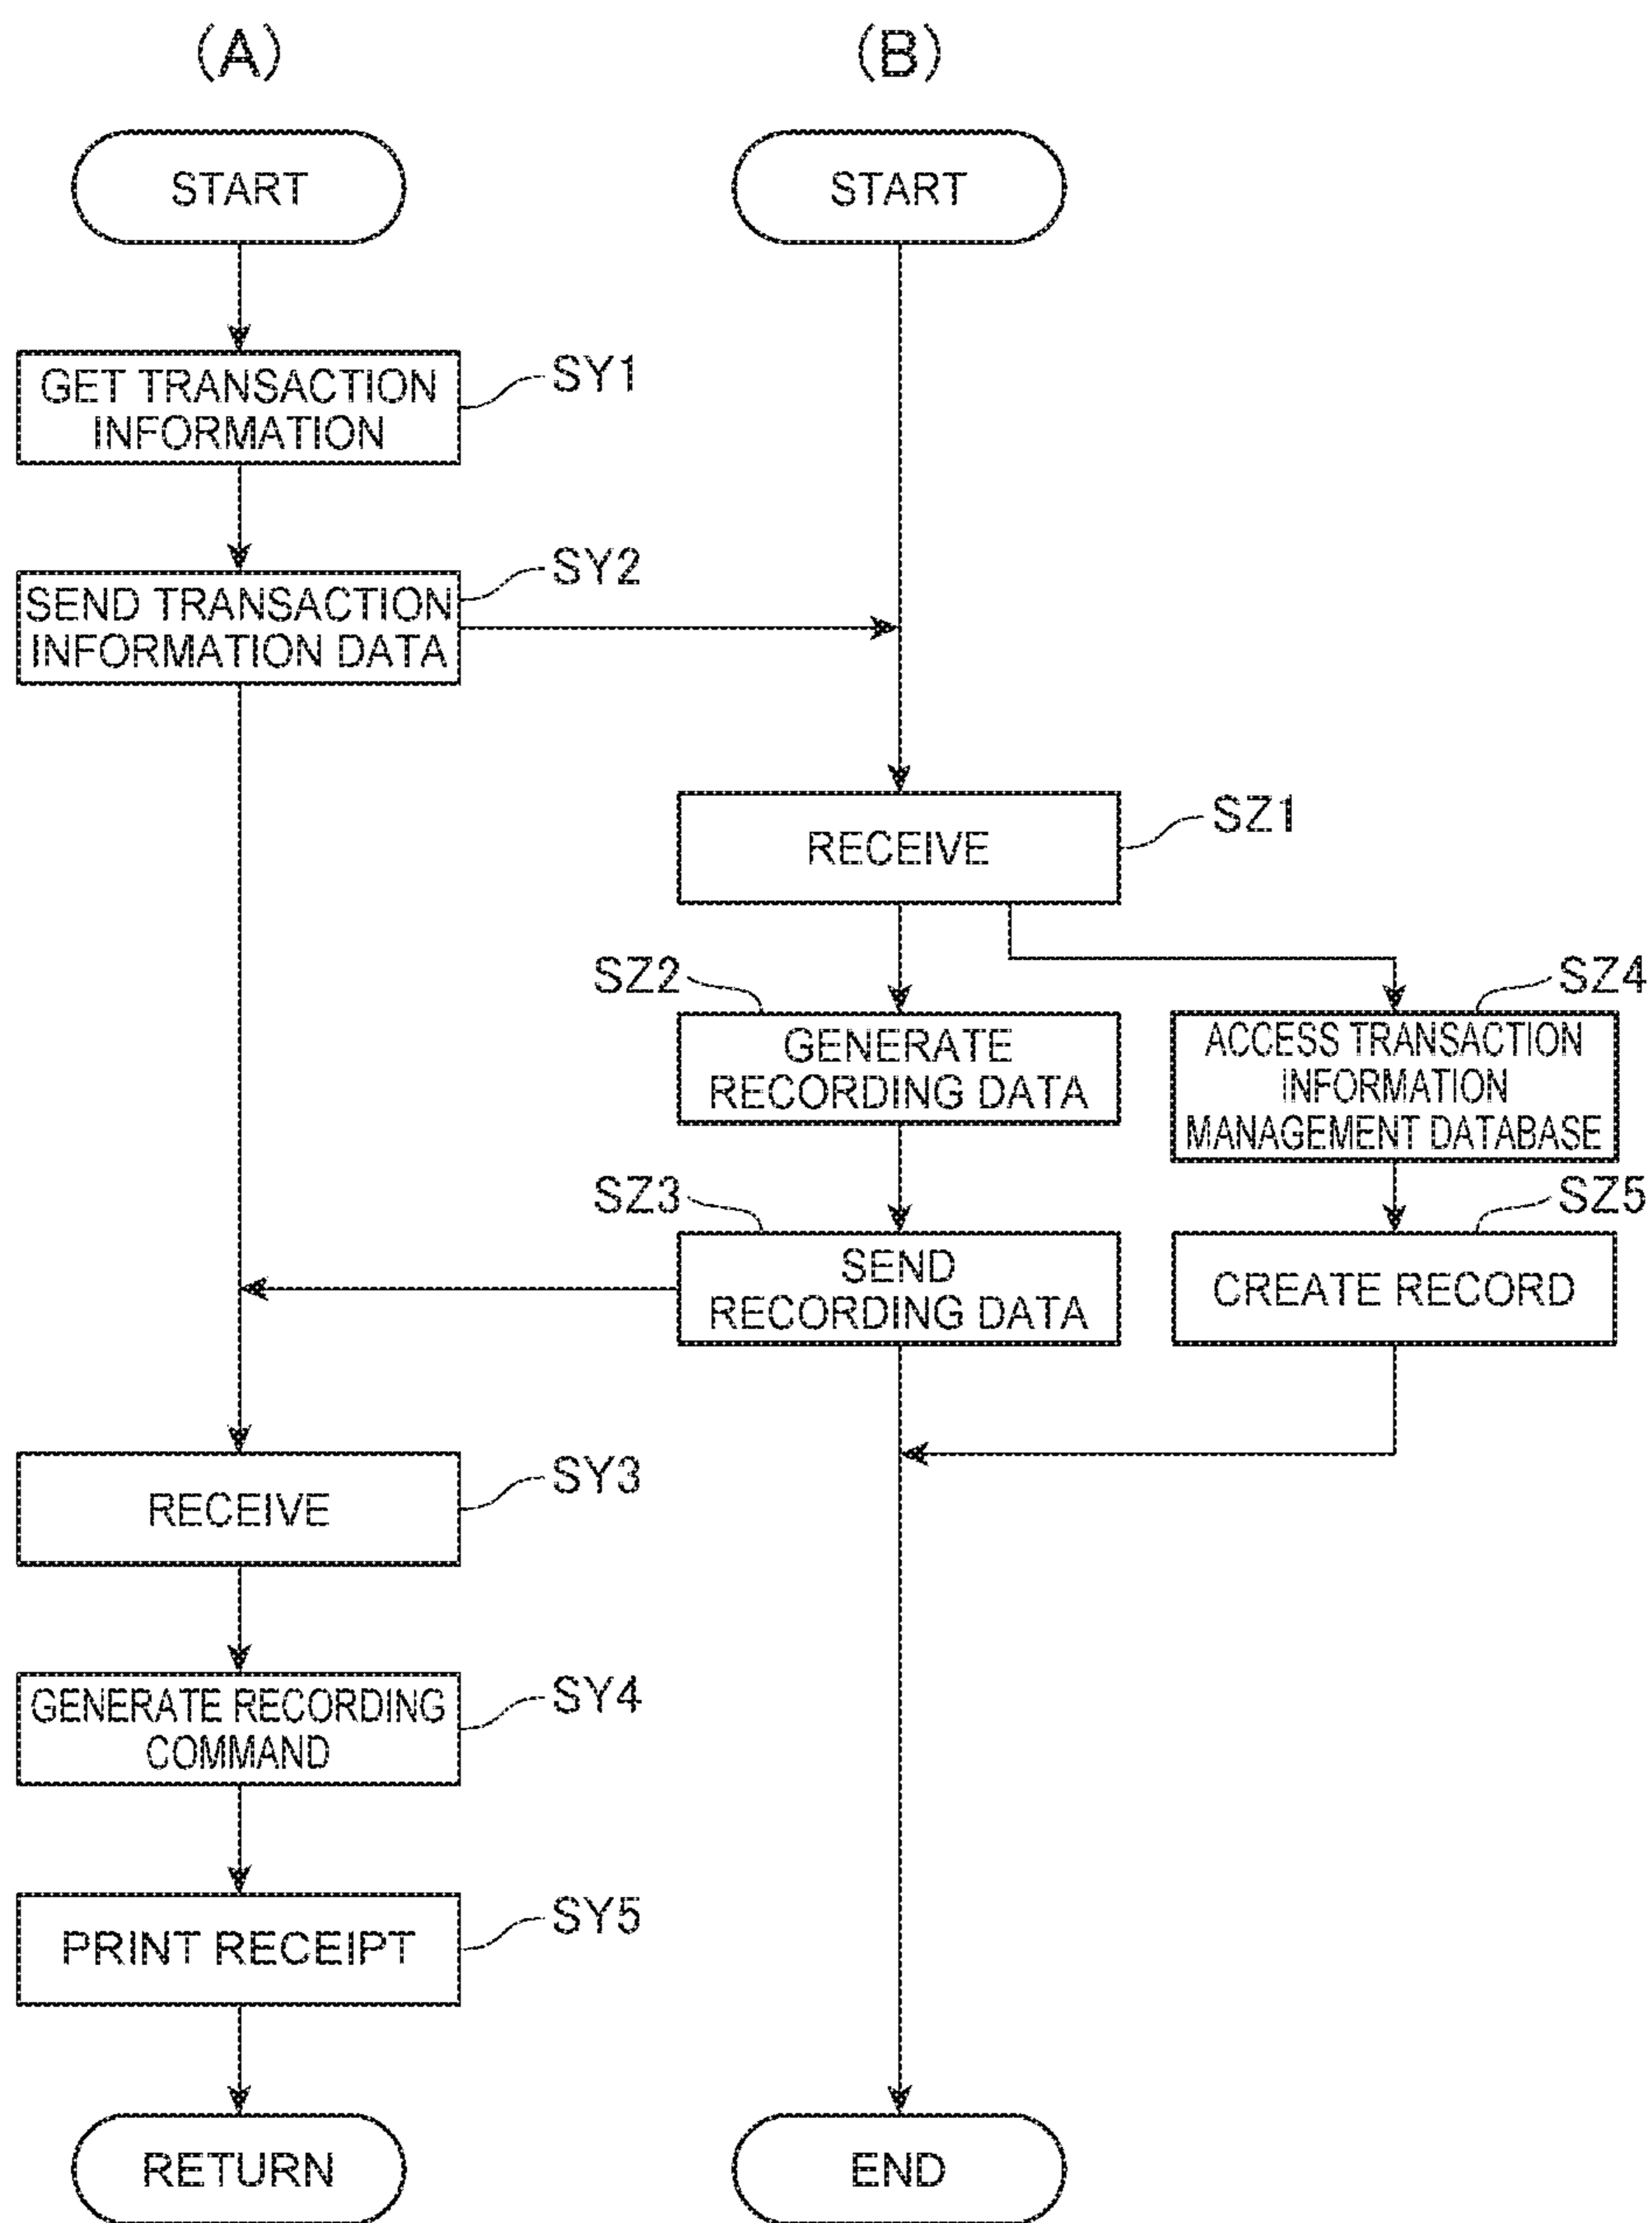 (A)
(B)
START
START
GET TRANSACTION
INFORMATION
SY1
SEND TRANSACTION
INFORMATION DATA
SY2
RECEIVE
SZ1
SZ2
GENERATE
RECORDING DATA
SZ4
ACCESS TRANSACTION
INFORMATION
MANAGEMENT DATABASE
SZ3
SEND
RECORDING DATA
SZ5
CREATE RECORD
RECEIVE
SY3
GENERATE RECORDING
COMMAND
SY4
PRINT RECEIPT
SY5
RETURN
END